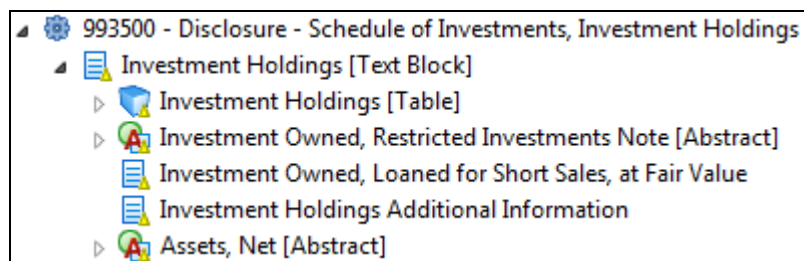 993500 - Disclosure - Schedule of Investments, Investment Holdings
Investment Holdings [Text Block]
Investment Holdings [Table]
Investment Owned, Restricted Investments Note [Abstract]
Investment Owned, Loaned for Short Sales, at Fair Value
Investment Holdings Additional Information
Assets, Net [Abstract]